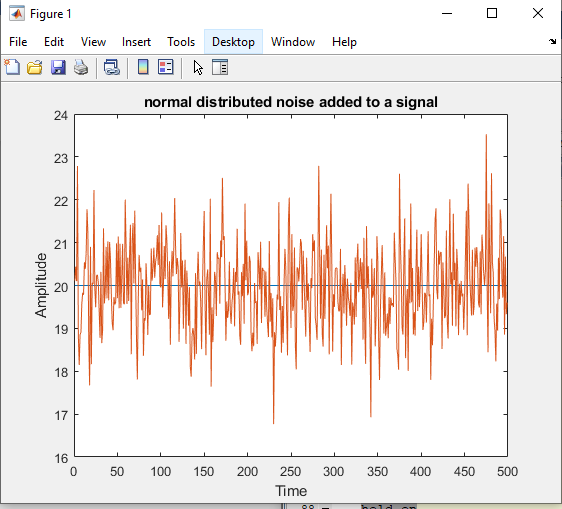 Figure 1
File Edit View Insert Tools Desktop Window Help
normal distributed noise added to a signal
24
23
22
21
20
19
18
17
16
Amplitude
0 50 100 150 200 250 300 350 400 450 500
Time
88 - hold on